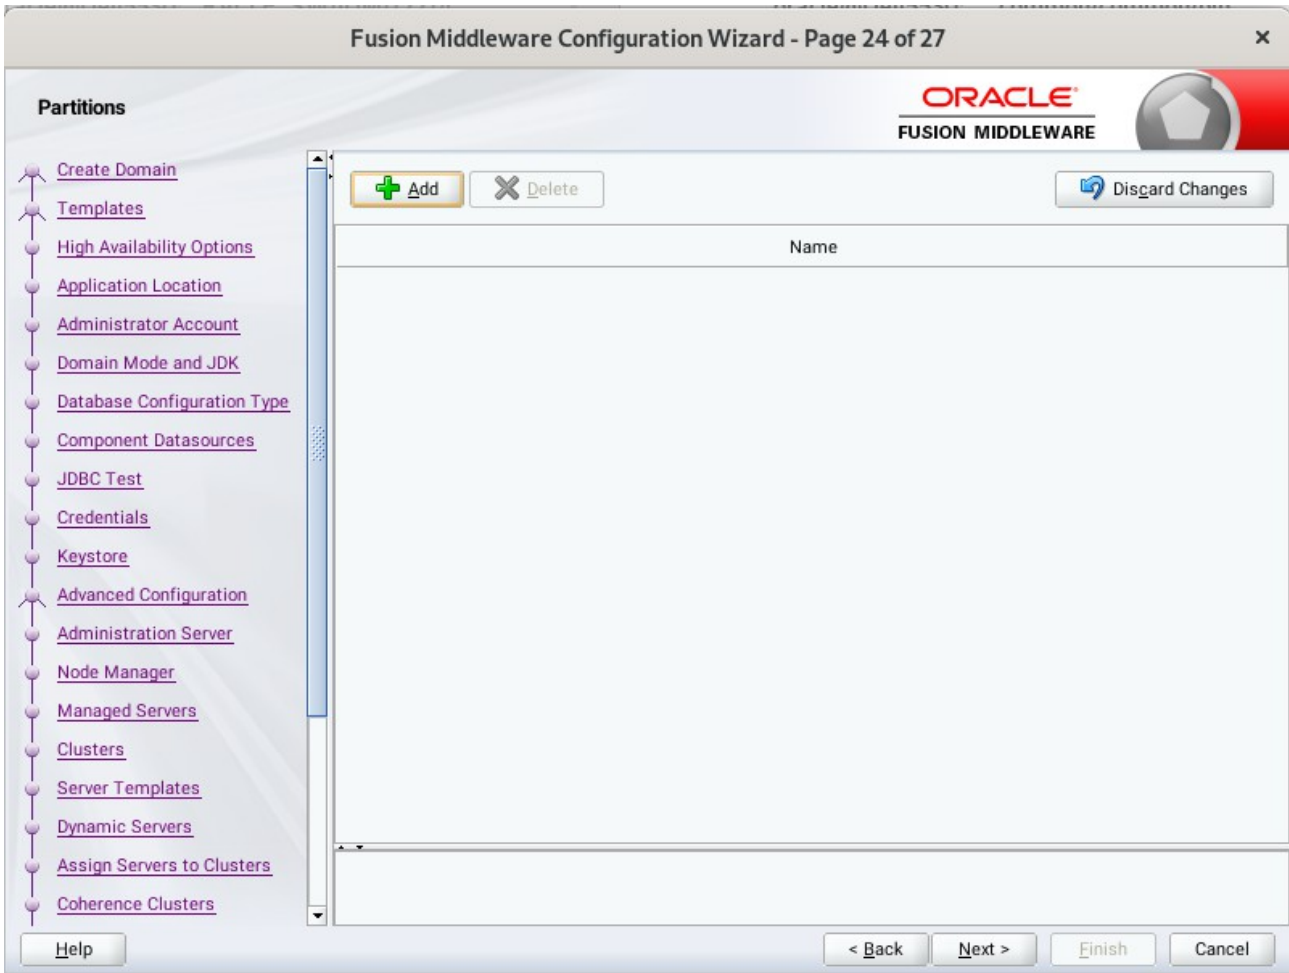 Fusion Middleware Configuration Wizard - Page 24 of 27
Partitions
ORACLE
FUSION MIDDLEWARE
Create Domain
Templates
High Availability Options
Application Location
Administrator Account
Domain Mode and JDK
Database Configuration Type
Component Datasources
JDBC Test
Credentials
Keystore
Advanced Configuration
Administration Server
Node Manager
Managed Servers
Clusters
Server Templates
Dynamic Servers
Assign Servers to Clusters
Coherence Clusters
Add
Delete
Discard Changes
Name
Help
< Back
Next >
Finish
Cancel